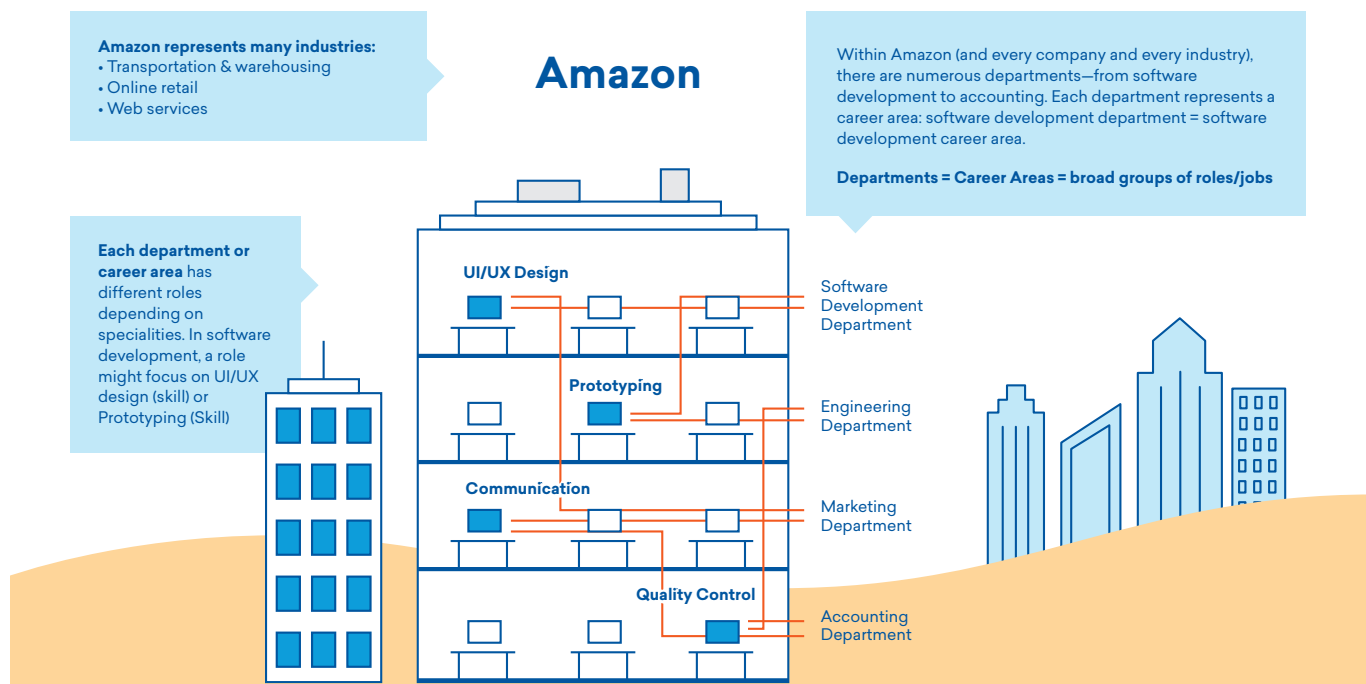 Amazon represents many industries:
• Transportation & warehousing
• Online retail
• Web services
Amazon
Within Amazon (and every company and every industry),
there are numerous departments—from software
development to accounting. Each department represents a
career area: software development department = software
development career area.
Departments = Career Areas = broad groups of roles/jobs
Each department or
career area has
different roles
depending on
specialities. In software
development, a role
might focus on UI/UX
design (skill) or
Prototyping (Skill)
UI/UX Design
Software
Development
Department
Prototyping
Engineering
Department
Communication
Marketing
Department
Quality Control
Accounting
Department